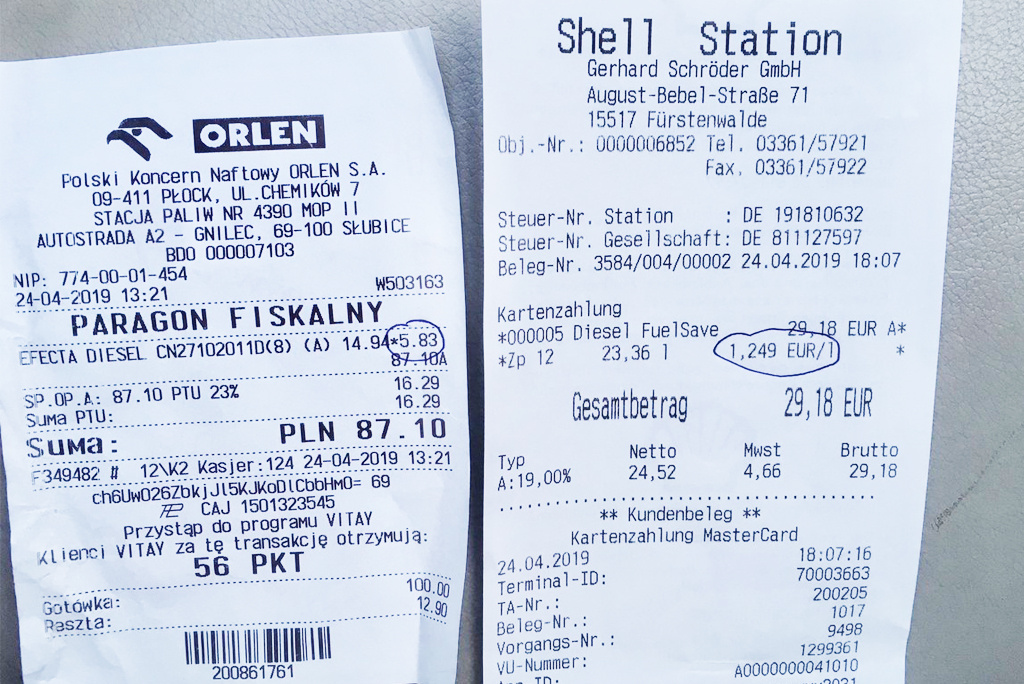 ORLEN
Polski Koncern Naftowy ORLEN S.A.
09-411 PŁOCK, UL.CHEMIKÓW 7
STACJA PALIW NR 4390 MOP II
AUTOSTRADA A2 - GNILEC, 69-100 SŁUBICE
BDO 000007103
NIP: 774-00-01-454
24-04-2019 13:21 W503163
PARAGON FISKALNY
EFECTA DIESEL CN27102011D(8) (A) 14.94*5.83
87.10A
SP.OP.A: 87.10 PTU 23% 16.29
Suma PTU: 16.29
Suma: PLN 87.10
F349482 # 12\K2 Kasjer:124 24-04-2019 13:21
ch6UwO26ZbkjJl5KJKoDlCbbHmO= 69
CAJ 1501323545
Przystąp do programu VITAY
Klienci VITAY za tę transakcję otrzymują:
56 PKT
Gotówka: 100.00
Reszta: 12.90
200861761
Shell Station
Gerhard Schröder GmbH
August-Bebel-Straße 71
15517 Fürstenwalde
Obj.-Nr.: 0000006852 Tel. 03361/57921
Fax. 03361/57922
Steuer-Nr. Station : DE 191810632
Steuer-Nr. Gesellschaft: DE 811127597
Beleg-Nr. 3584/004/00002 24.04.2019 18:07
Kartenzahlung
*000005 Diesel FuelSave 29,18 EUR A*
*Zp 12 23,36 l 1,249 EUR/l *
Gesamtbetrag 29,18 EUR
Typ Netto Mwst Brutto
A:19,00% 24,52 4,66 29,18
** Kundenbeleg **
Kartenzahlung MasterCard
24.04.2019 18:07:16
Terminal-ID: 70003663
TA-Nr.: 200205
Beleg-Nr.: 1017
Vorgangs-Nr.: 9498
VU-Nummer: 1299361
A0000000041010